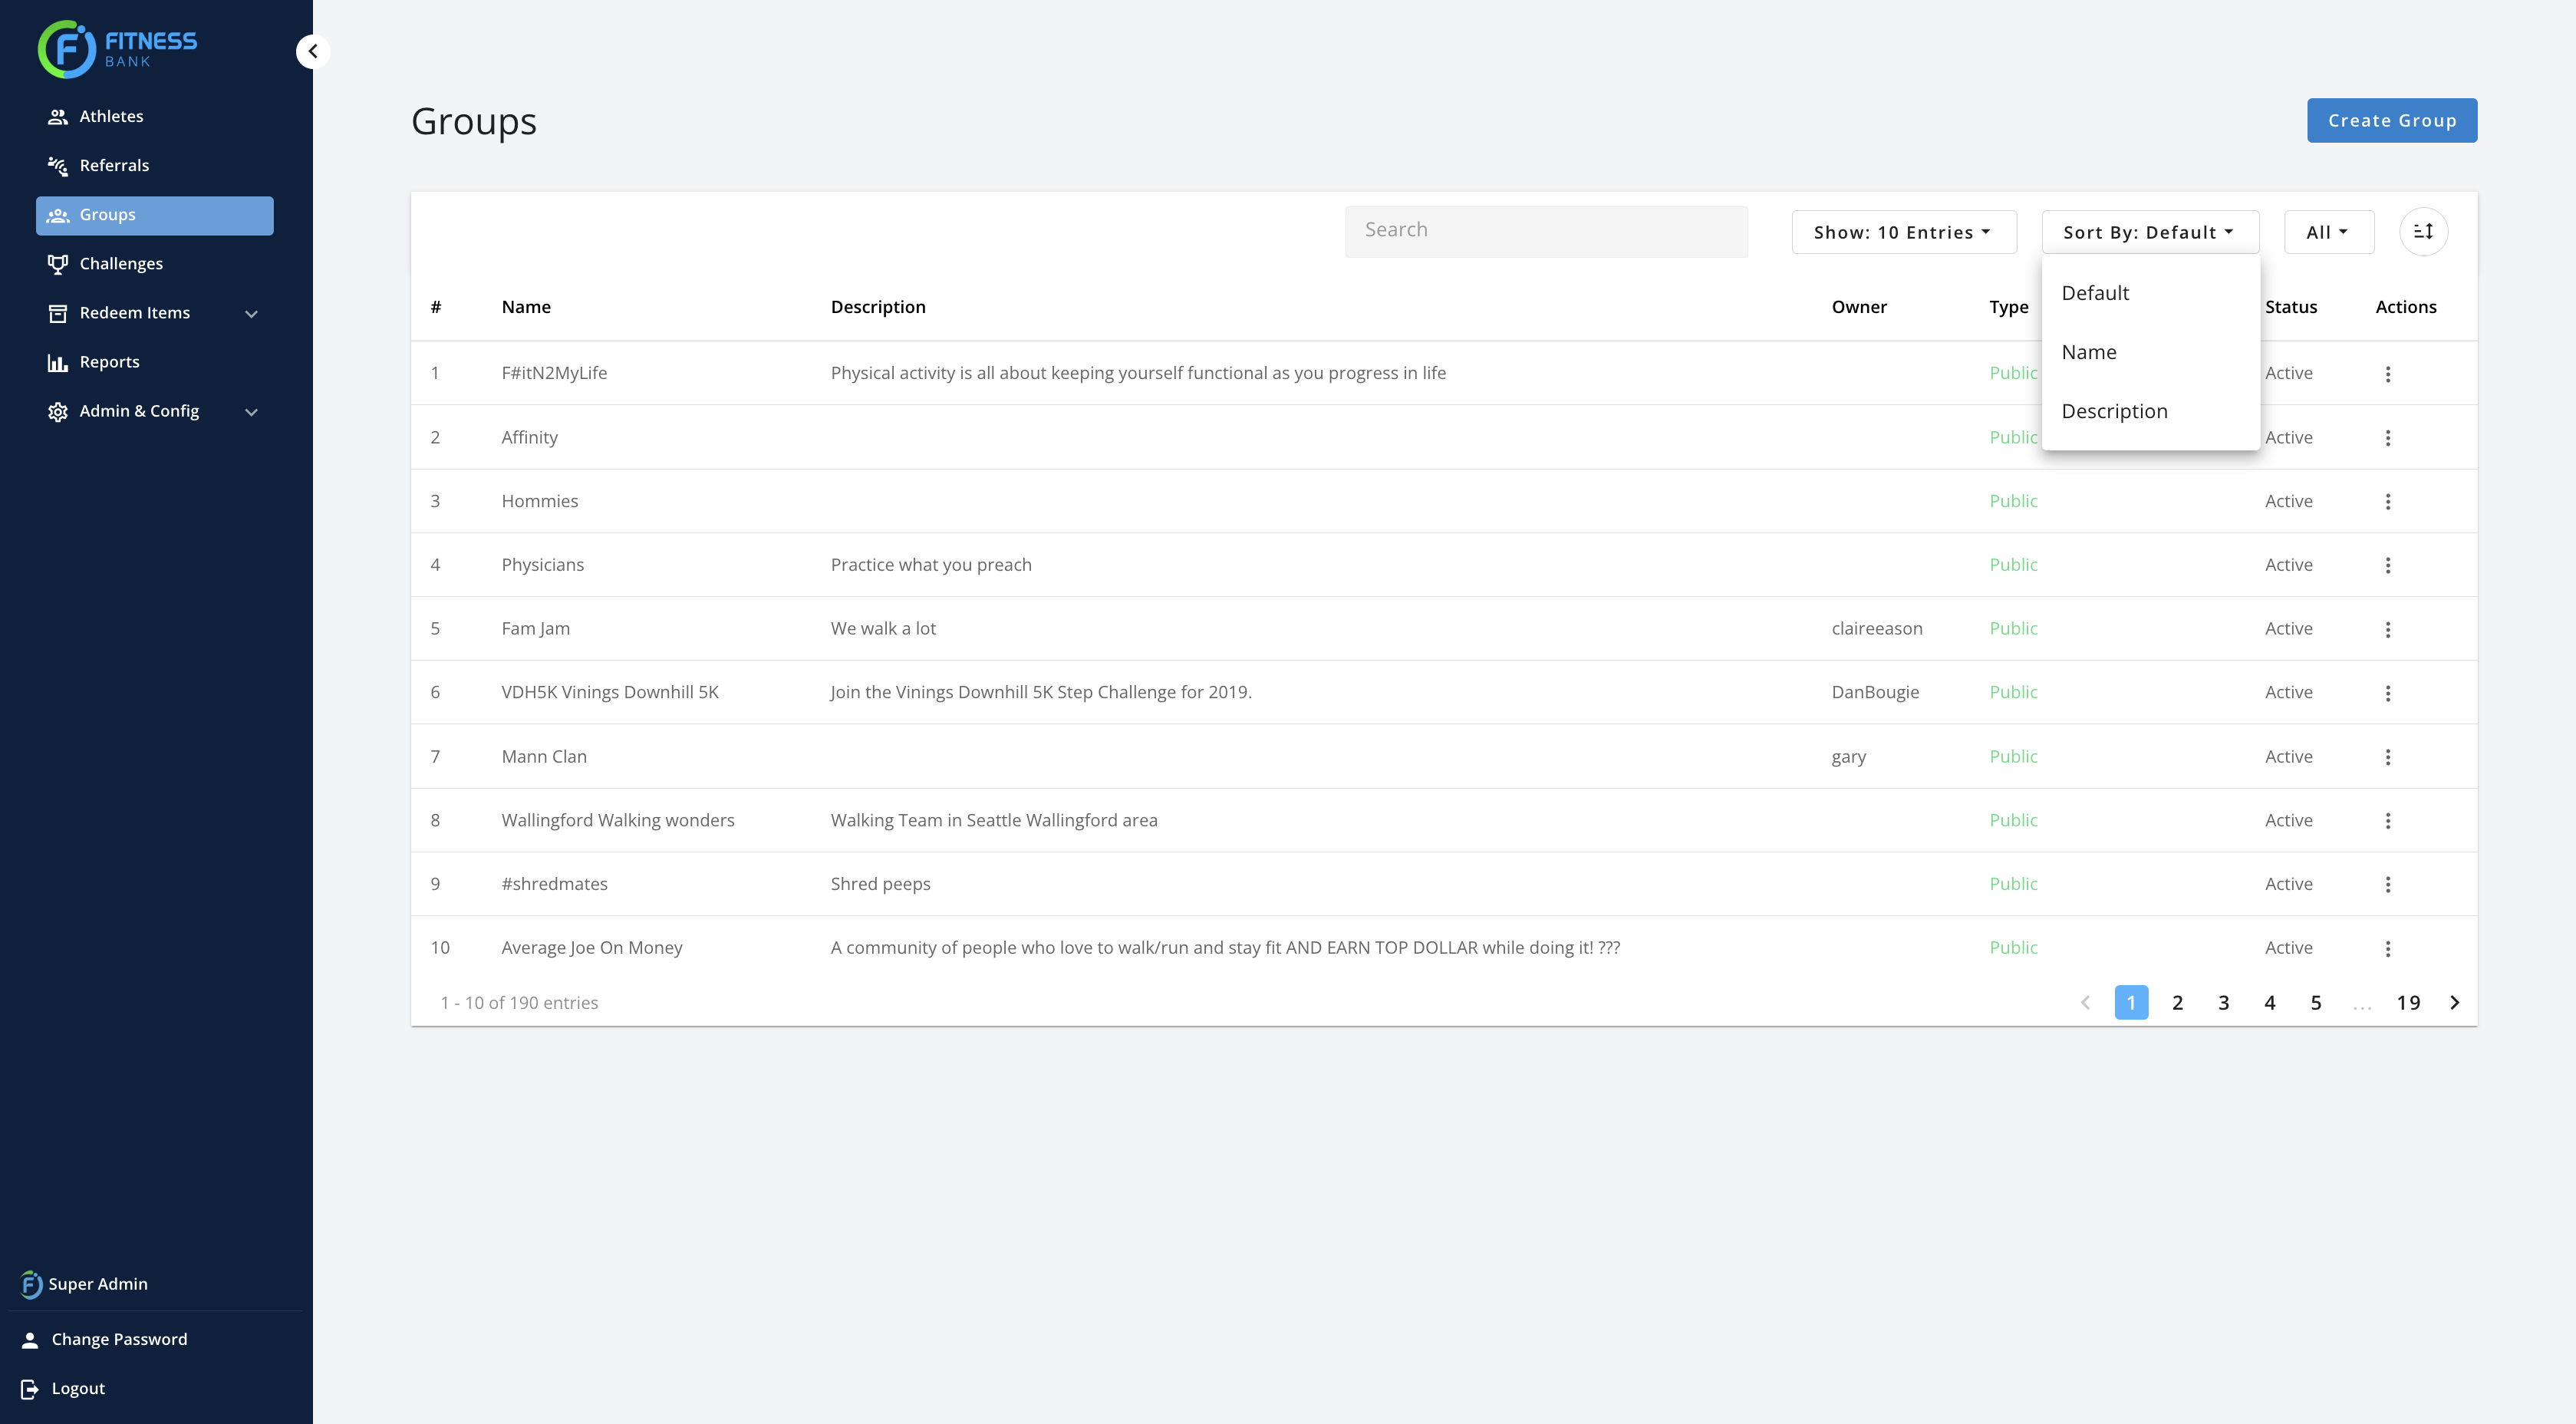 FITNESS
BANK
Athletes
Referrals
Groups
Challenges
Redeem Items
Reports
Admin & Config
Super Admin
Change Password
Logout
Groups
Create Group
Search
Show: 10 Entries
Sort By: Default
All
Default
Name
Description
# Name Description Owner Type Status Actions
1 F#itN2MyLife Physical activity is all about keeping yourself functional as you progress in life Public Active
2 Affinity Public Active
3 Hommies Public Active
4 Physicians Practice what you preach Public Active
5 Fam Jam We walk a lot claireeason Public Active
6 VDH5K Vinings Downhill 5K Join the Vinings Downhill 5K Step Challenge for 2019. DanBougie Public Active
7 Mann Clan gary Public Active
8 Wallingford Walking wonders Walking Team in Seattle Wallingford area Public Active
9 #shredmates Shred peeps Public Active
10 Average Joe On Money A community of people who love to walk/run and stay fit AND EARN TOP DOLLAR while doing it! ??? Public Active
1 - 10 of 190 entries
1 2 3 4 5 ... 19